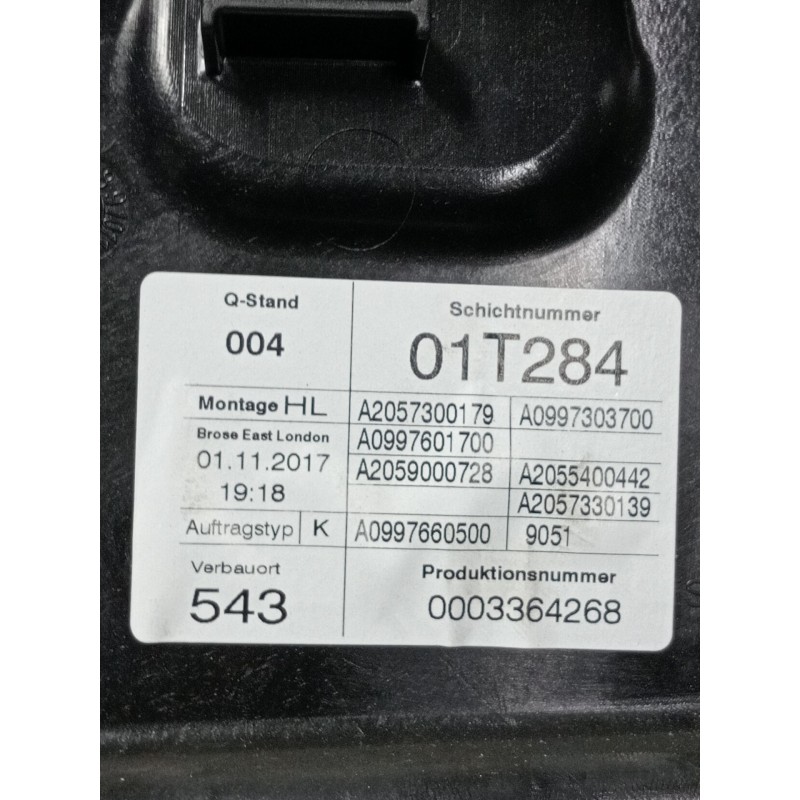 Q-Stand
004
Schichtnummer
01T284
Montage HL
A2057300179 A0997303700
Brose East London
A0997601700
01.11.2017
A2059000728 A2055400442
19:18
A2057330139
Auftragstyp K
A0997660500 9051
Verbauort
543
Produktionsnummer
0003364268